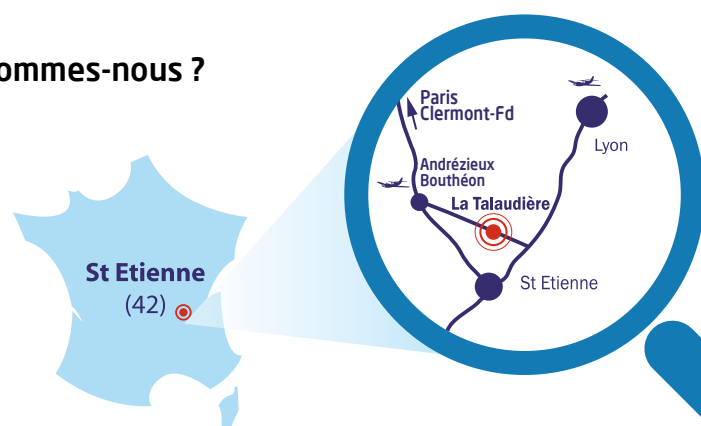 ommes-nous ?
Paris
Clermont-Fd
Lyon
Andrézieux
Bouthéon
La Talaudière
St Etienne
(42)
St Etienne